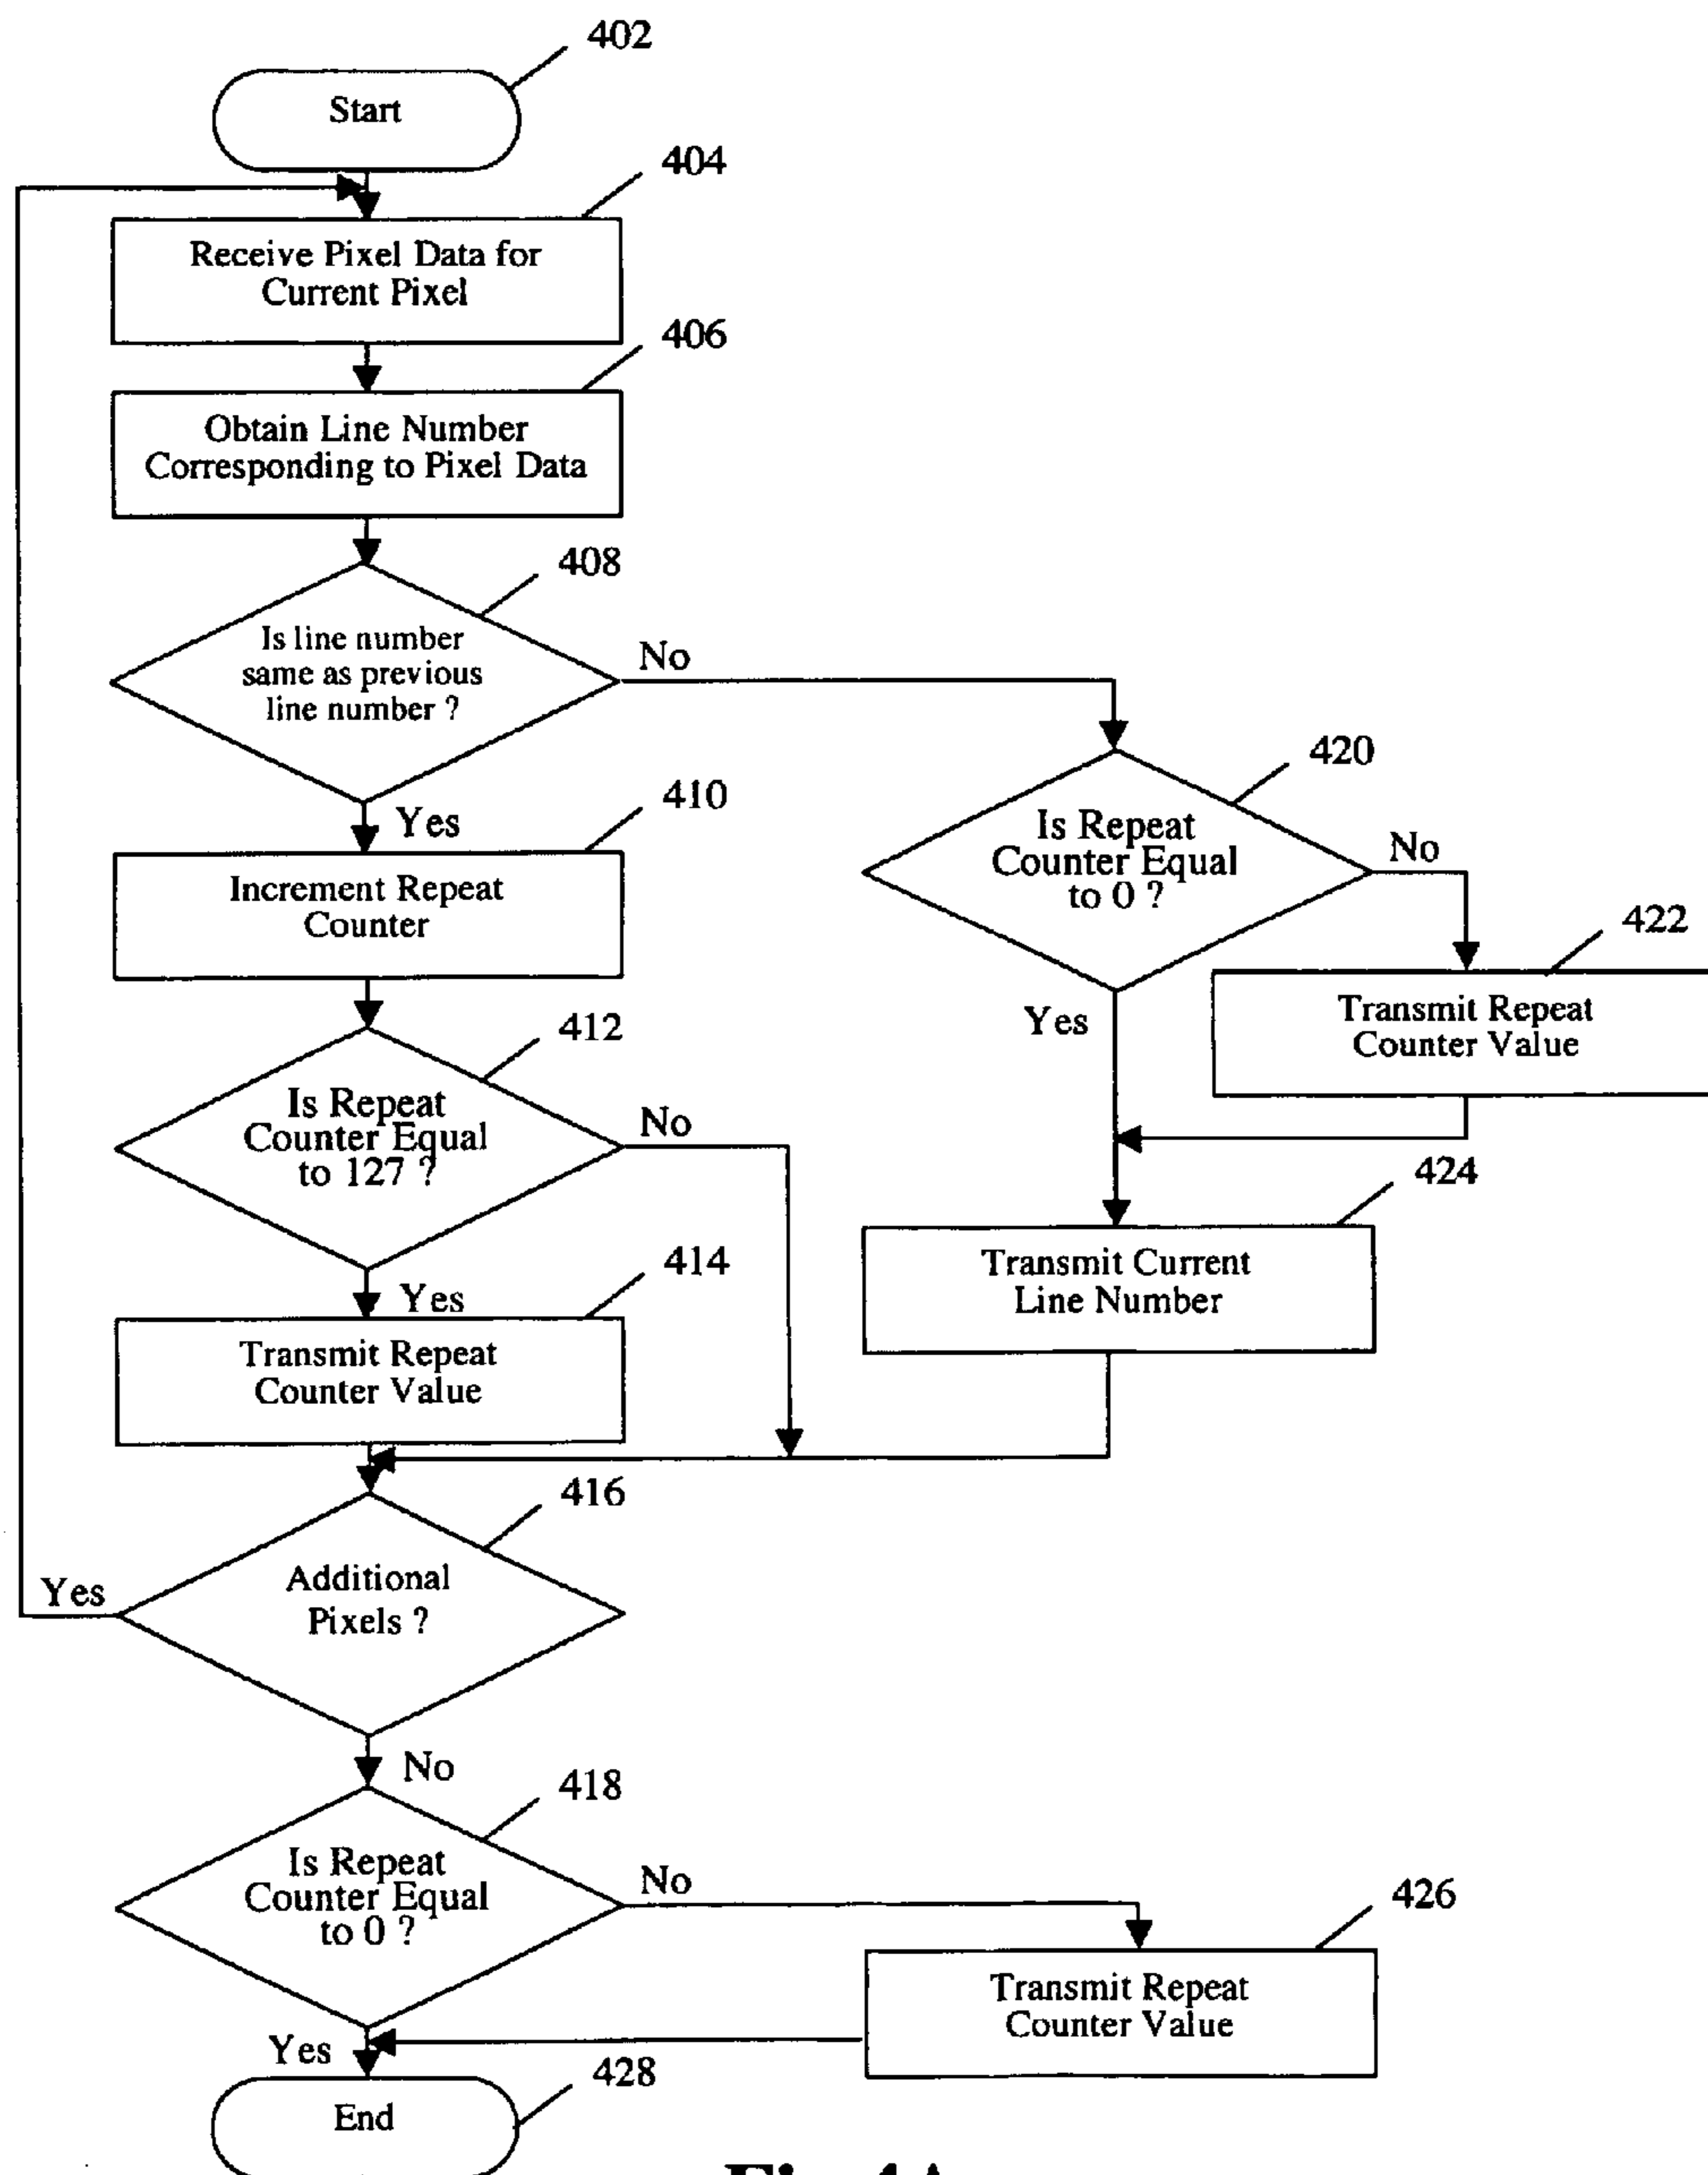 402
Start
404
Receive Pixel Data for
Current Pixel
406
Obtain Line Number
Corresponding to Pixel Data
408
Is line number
same as previous
line number ?
No
Yes
410
Increment Repeat
Counter
420
Is Repeat
Counter Equal
to 0 ?
No
422
Transmit Repeat
Counter Value
Yes
412
Is Repeat
Counter Equal
to 127 ?
No
424
Transmit Current
Line Number
Yes
414
Transmit Repeat
Counter Value
416
Additional
Pixels ?
Yes
No
418
Is Repeat
Counter Equal
to 0 ?
No
426
Transmit Repeat
Counter Value
Yes
428
End